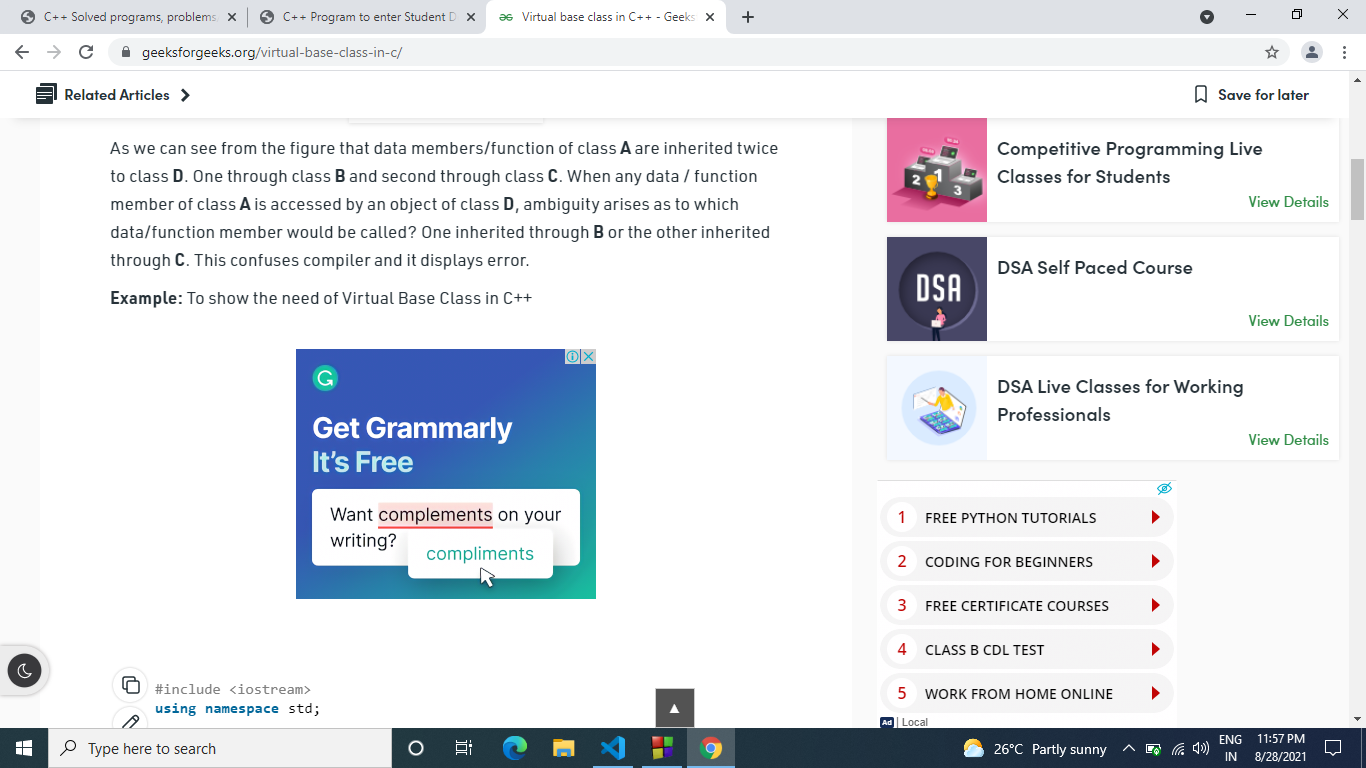 C++ Solved programs, problems
C++ Program to enter Student D
Virtual base class in C++ - Geeks
geeksforgeeks.org/virtual-base-class-in-c/
Related Articles
Save for later
As we can see from the figure that data members/function of class A are inherited twice
to class D. One through class B and second through class C. When any data / function
member of class A is accessed by an object of class D, ambiguity arises as to which
data/function member would be called? One inherited through B or the other inherited
through C. This confuses compiler and it displays error.
Example: To show the need of Virtual Base Class in C++
Get Grammarly
It's Free
Want complements on your
writing?
compliments
#include <iostream>
using namespace std;
2 1 3
Competitive Programming Live
Classes for Students
View Details
DSA
DSA Self Paced Course
View Details
DSA Live Classes for Working
Professionals
View Details
1 FREE PYTHON TUTORIALS
2 CODING FOR BEGINNERS
3 FREE CERTIFICATE COURSES
4 CLASS B CDL TEST
5 WORK FROM HOME ONLINE
Ad | Local
Type here to search
26°C Partly sunny
ENG
IN
11:57 PM
8/28/2021